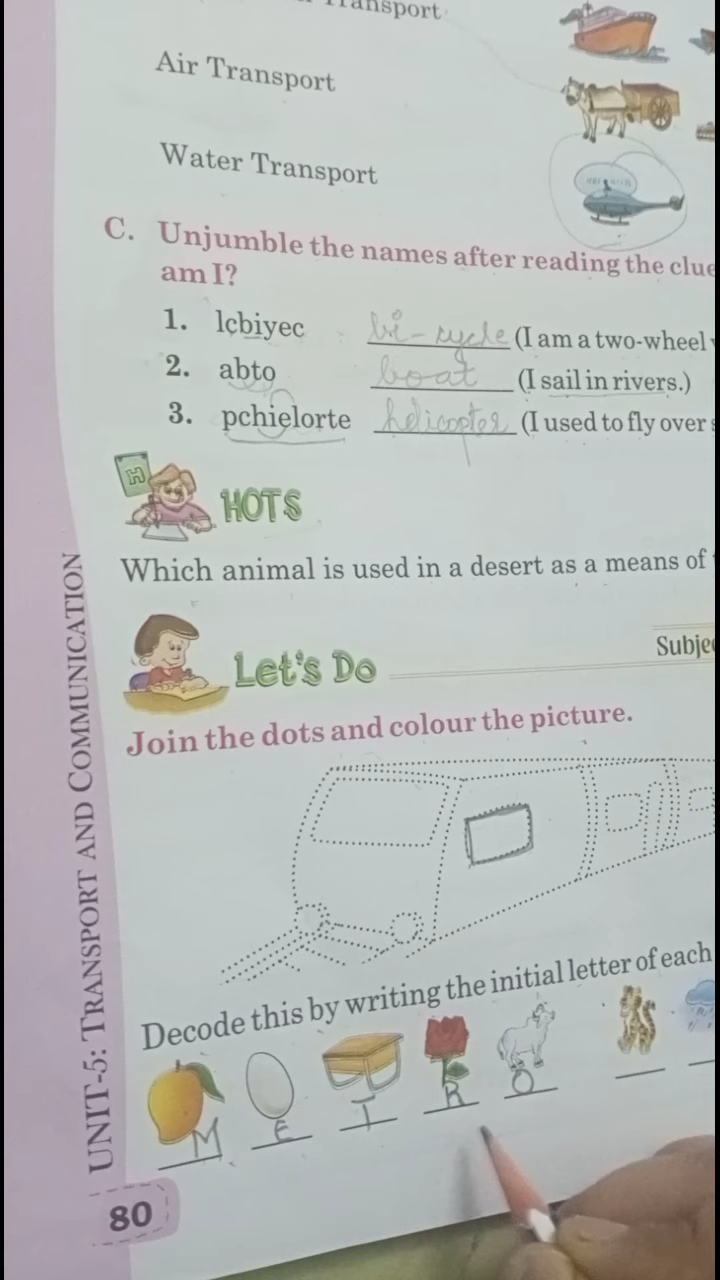 Transport
Air Transport
Water Transport
C. Unjumble the names after reading the clue
am I?
1. lcbiyec bi-cycle (I am a two-wheel
2. abto boat (I sail in rivers.)
3. pchielorte helicopter (I used to fly over
H
HOTS
Which animal is used in a desert as a means of
Let's Do
Subje
Join the dots and colour the picture.
Decode this by writing the initial letter of each
M E T R O
UNIT-5: TRANSPORT AND COMMUNICATION
80